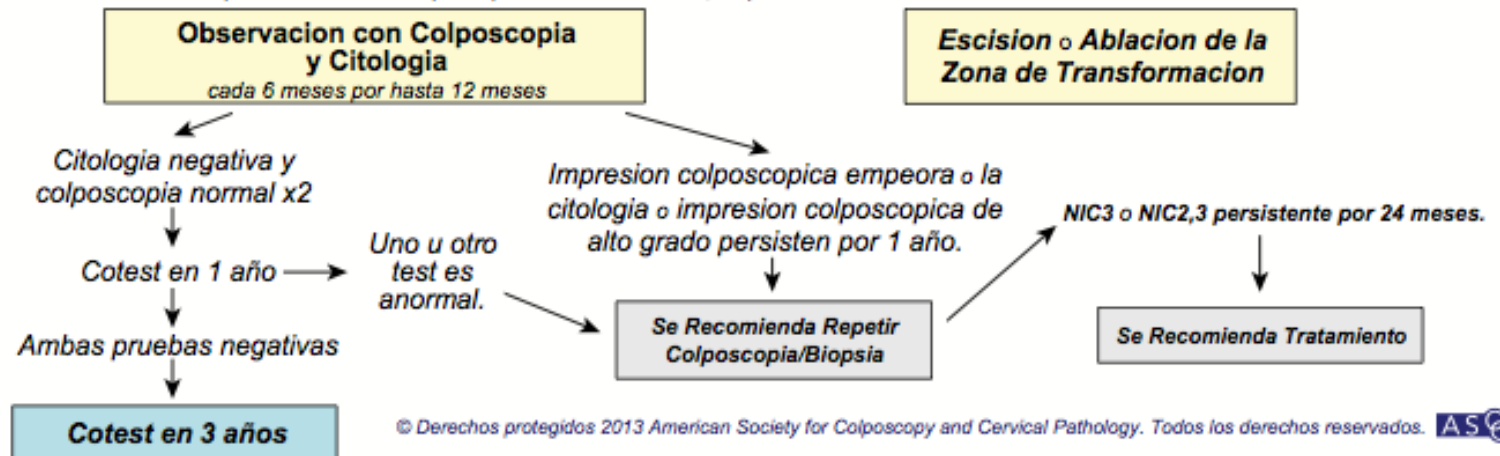 Observacion con Colposcopia
y Citologia
cada 6 meses por hasta 12 meses
Escision o Ablacion de la
Zona de Transformacion
Citologia negativa y
colposcopia normal x2
Impresion colposcopica empeora o la
citologia o impresion colposcopica de
alto grado persisten por 1 año.
NIC3 o NIC2,3 persistente por 24 meses.
Cotest en 1 año
Uno u otro
test es
anormal.
Se Recomienda Repetir
Colposcopia/Biopsia
Se Recomienda Tratamiento
Ambas pruebas negativas
Cotest en 3 años
© Derechos protegidos 2013 American Society for Colposcopy and Cervical Pathology. Todos los derechos reservados.